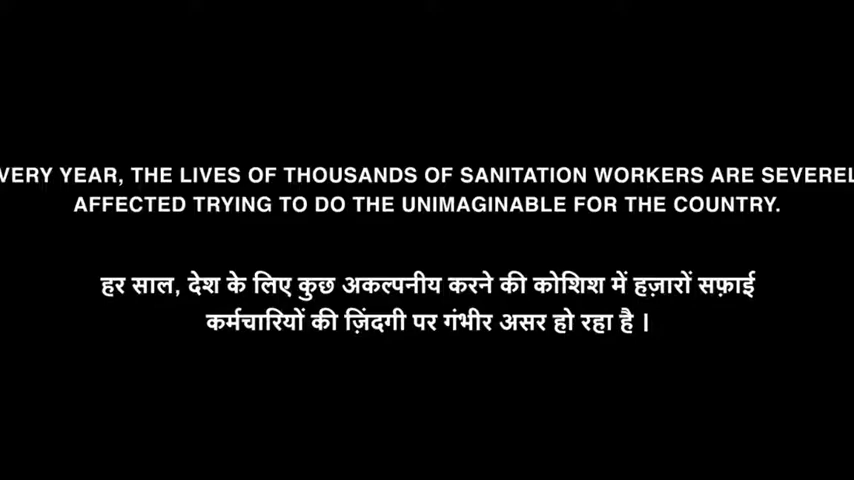 VERY YEAR, THE LIVES OF THOUSANDS OF SANITATION WORKERS ARE SEVEREL
AFFECTED TRYING TO DO THE UNIMAGINABLE FOR THE COUNTRY.
हर साल, देश के लिए कुछ अकल्पनीय करने की कोशिश में हज़ारों सफ़ाई
कर्मचारियों की ज़िंदगी पर गंभीर असर हो रहा है ।